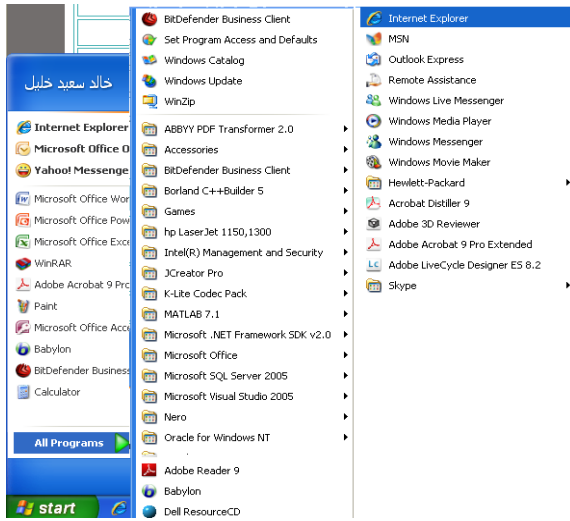 خالد سعيد خليل
Internet Explorer
Microsoft Office O
Yahoo! Messenge
Microsoft Office Wor
Microsoft Office Pow
Microsoft Office Exce
WinRAR
Adobe Acrobat 9 Pro
Paint
Microsoft Office Acce
Babylon
BitDefender Business
Calculator
All Programs
start
BitDefender Business Client
Set Program Access and Defaults
Windows Catalog
Windows Update
WinZip
ABBYY PDF Transformer 2.0
Accessories
BitDefender Business Client
Borland C++Builder 5
Games
hp LaserJet 1150,1300
Intel(R) Management and Security
JCreator Pro
K-Lite Codec Pack
MATLAB 7.1
Microsoft .NET Framework SDK v2.0
Microsoft Office
Microsoft SQL Server 2005
Microsoft Visual Studio 2005
Nero
Oracle for Windows NT
Adobe Reader 9
Babylon
Dell ResourceCD
Internet Explorer
MSN
Outlook Express
Remote Assistance
Windows Live Messenger
Windows Media Player
Windows Messenger
Windows Movie Maker
Hewlett-Packard
Acrobat Distiller 9
Adobe 3D Reviewer
Adobe Acrobat 9 Pro Extended
Adobe LiveCycle Designer ES 8.2
Skype